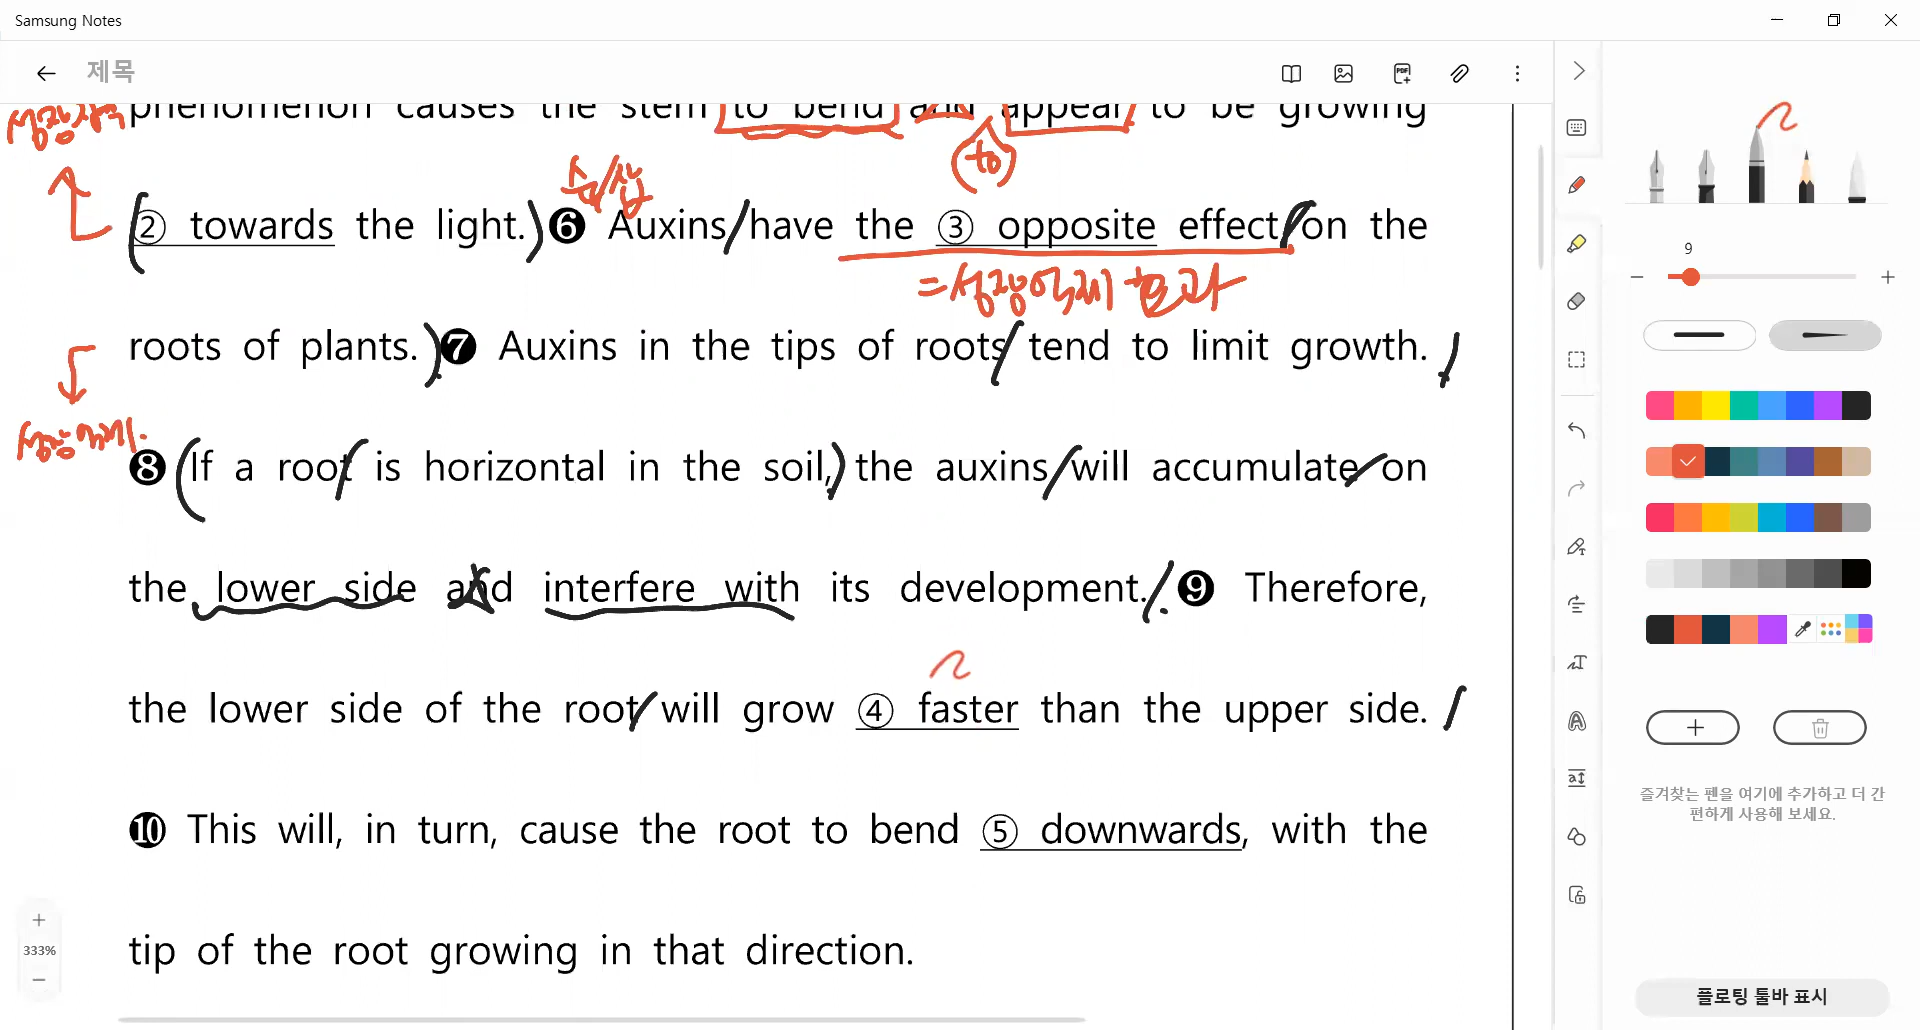 Samsung Notes
제목
phenomenon causes the stem to bend and appear to be growing
(to)
② towards the light. ❻ Auxins have the ③ opposite effect on the
=성장억제 효과
roots of plants. ❼ Auxins in the tips of roots tend to limit growth.
성장억제.
❽ If a root is horizontal in the soil, the auxins will accumulate on
the lower side and interfere with its development. ❾ Therefore,
the lower side of the root will grow ④ faster than the upper side.
❿ This will, in turn, cause the root to bend ⑤ downwards, with the
tip of the root growing in that direction.
333%
PDF
9
즐겨찾는 펜을 여기에 추가하고 더 간
편하게 사용해 보세요.
플로팅 툴바 표시